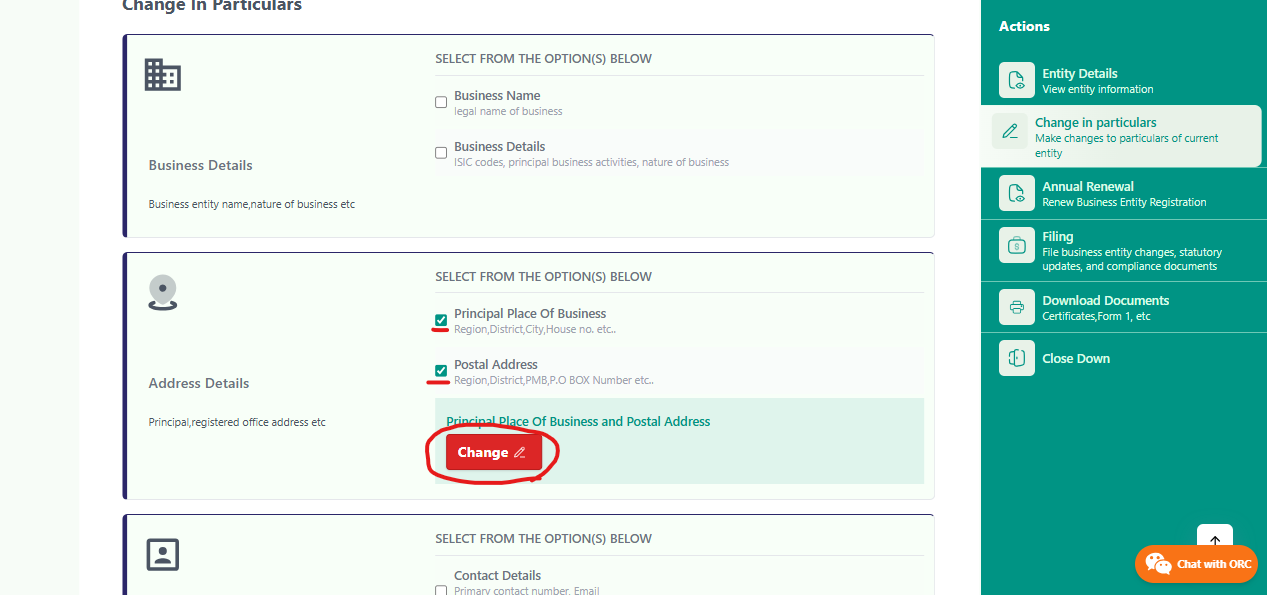 Change In Particulars
SELECT FROM THE OPTION(S) BELOW
Business Name
legal name of business
Business Details
ISIC codes, principal business activities, nature of business
Business Details
Business entity name,nature of business etc
SELECT FROM THE OPTION(S) BELOW
Principal Place Of Business
Region,District,City,House no. etc..
Postal Address
Region,District,PMB,P.O BOX Number etc..
Address Details
Principal,registered office address etc
Principal Place Of Business and Postal Address
Change
SELECT FROM THE OPTION(S) BELOW
Contact Details
Primary contact number, Email
Actions
Entity Details
View entity information
Change in particulars
Make changes to particulars of current
entity
Annual Renewal
Renew Business Entity Registration
Filing
File business entity changes, statutory
updates, and compliance documents
Download Documents
Certificates,Form 1, etc
Close Down
Chat with ORC